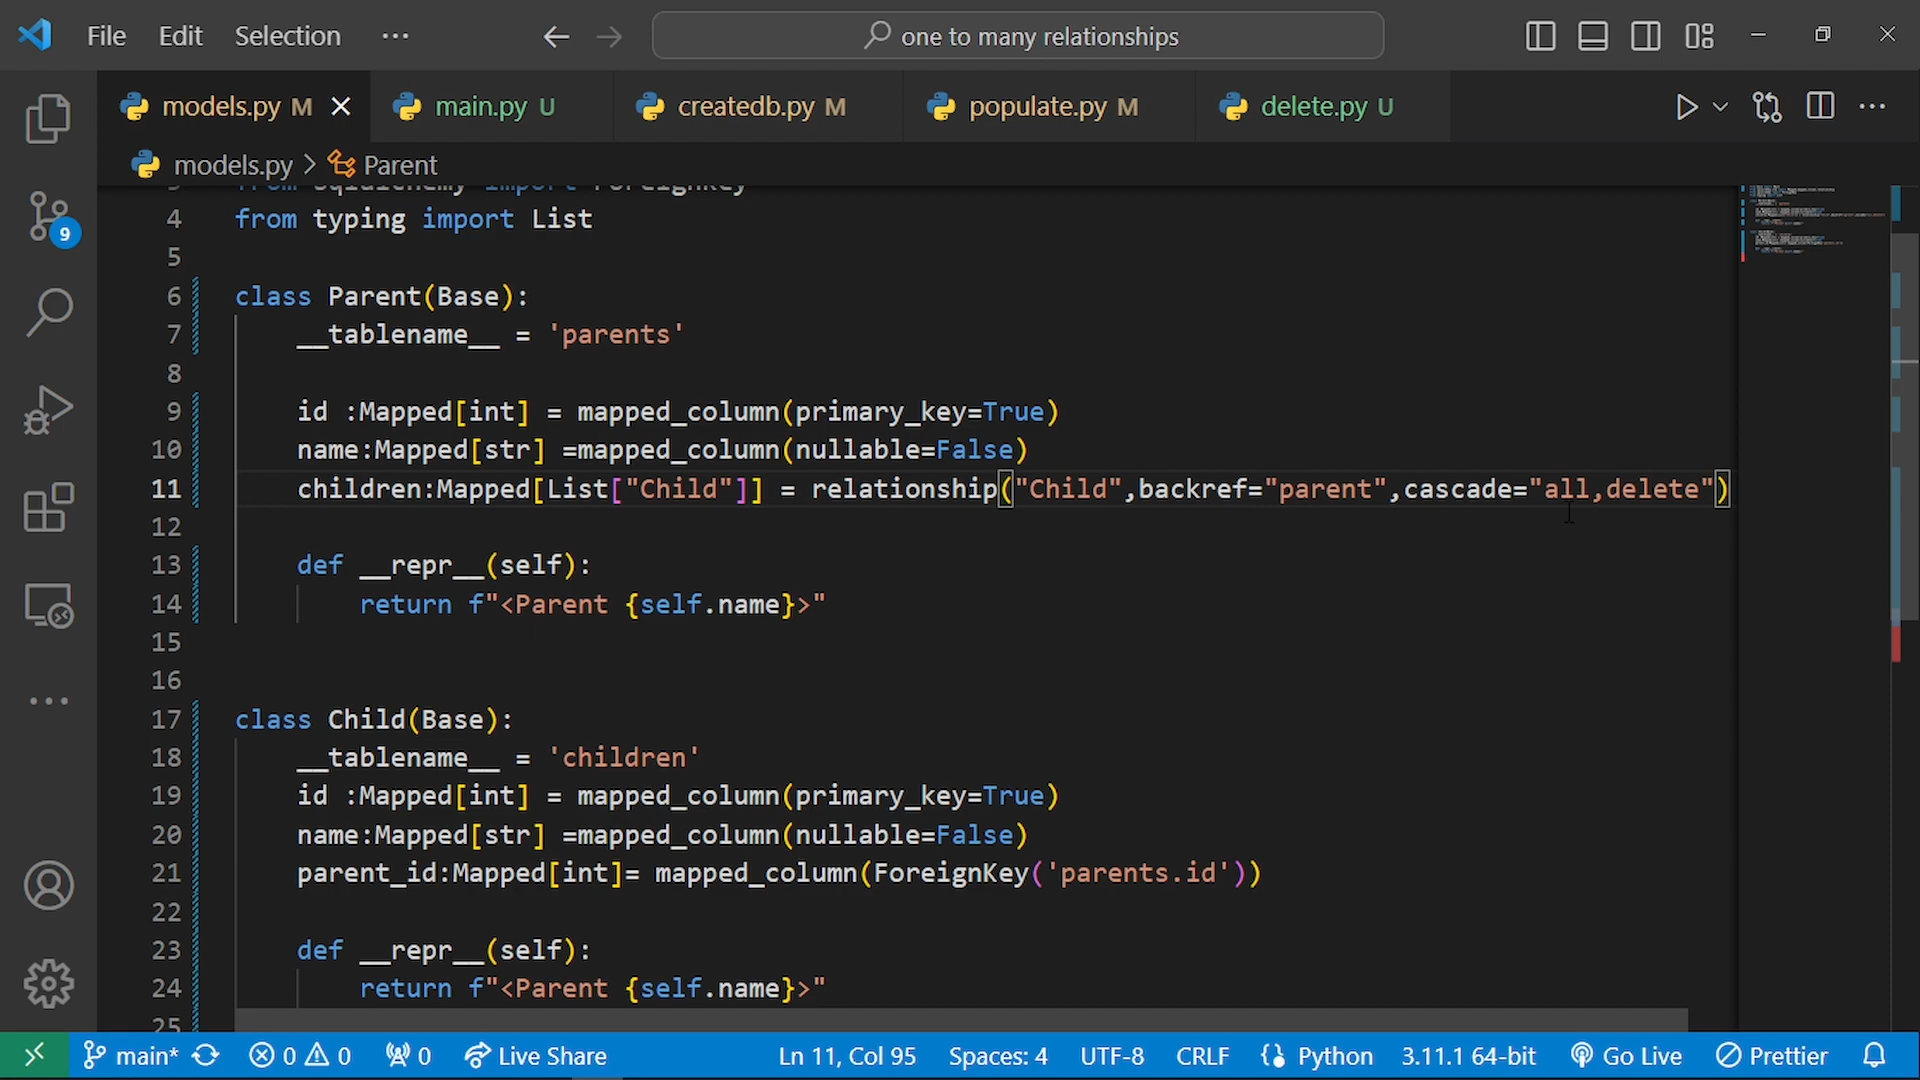 File Edit Selection ··· one to many relationships
models.py M main.py U createdb.py M populate.py M delete.py U
models.py > Parent
from sqlalchemy import ForeignKey
4 from typing import List
5
6 class Parent(Base):
7 __tablename__ = 'parents'
8
9 id :Mapped[int] = mapped_column(primary_key=True)
10 name:Mapped[str] =mapped_column(nullable=False)
11 children:Mapped[List["Child"]] = relationship("Child",backref="parent",cascade="all,delete")
12
13 def __repr__(self):
14 return f"<Parent {self.name}>"
15
16
17 class Child(Base):
18 __tablename__ = 'children'
19 id :Mapped[int] = mapped_column(primary_key=True)
20 name:Mapped[str] =mapped_column(nullable=False)
21 parent_id:Mapped[int]= mapped_column(ForeignKey('parents.id'))
22
23 def __repr__(self):
24 return f"<Parent {self.name}>"
25
9
main* 0 0 0 Live Share Ln 11, Col 95 Spaces: 4 UTF-8 CRLF Python 3.11.1 64-bit Go Live Prettier